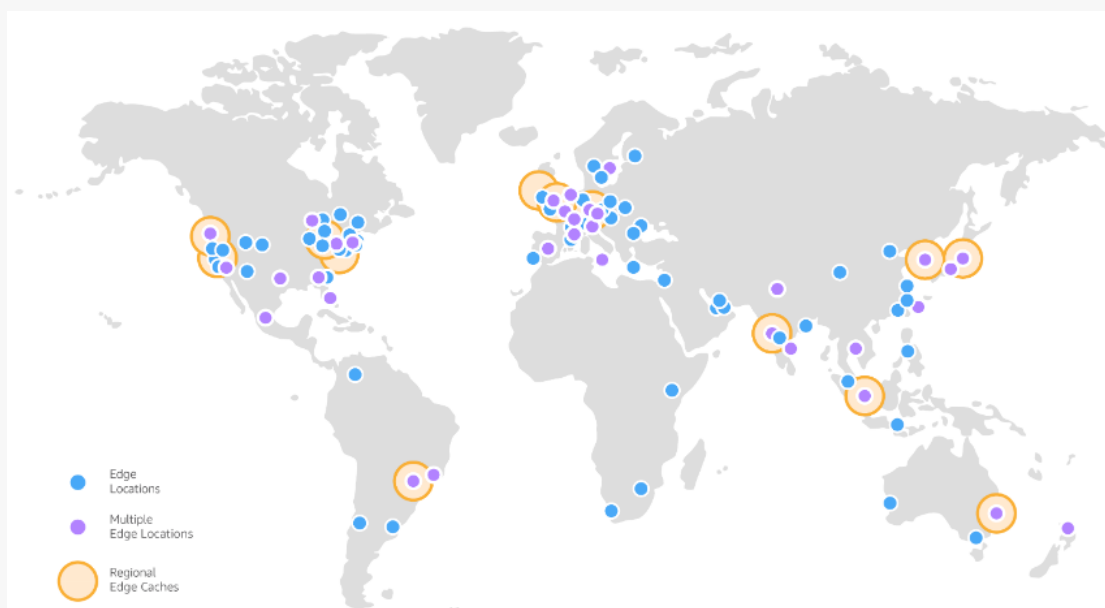 Edge
Locations
Multiple
Edge Locations
Regional
Edge Caches